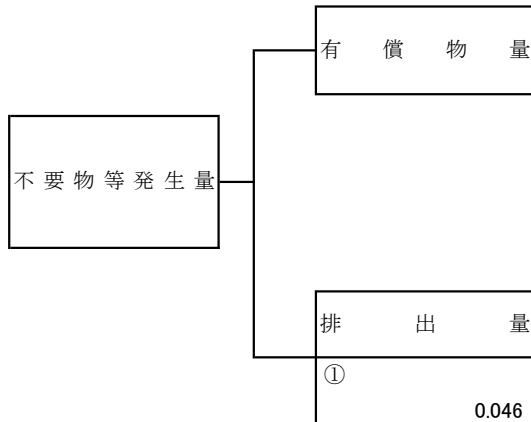 有償物量
不要物等発生量
排出量
①
0.046